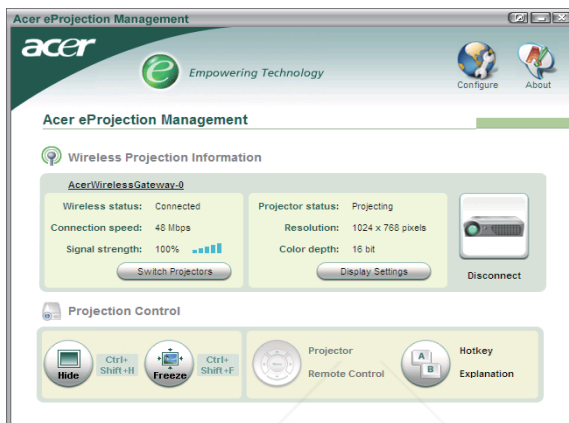 Acer eProjection Management
acer
Empowering Technology
Configure
About
Acer eProjection Management
Wireless Projection Information
AcerWirelessGateway-0
Wireless status: Connected
Connection speed: 48 Mbps
Signal strength: 100%
Switch Projectors
Projector status: Projecting
Resolution: 1024 x 768 pixels
Color depth: 16 bit
Display Settings
Disconnect
Projection Control
Hide
Ctrl+
Shift+H
Freeze
Ctrl+
Shift+F
Projector
Remote Control
A
B
Hotkey
Explanation